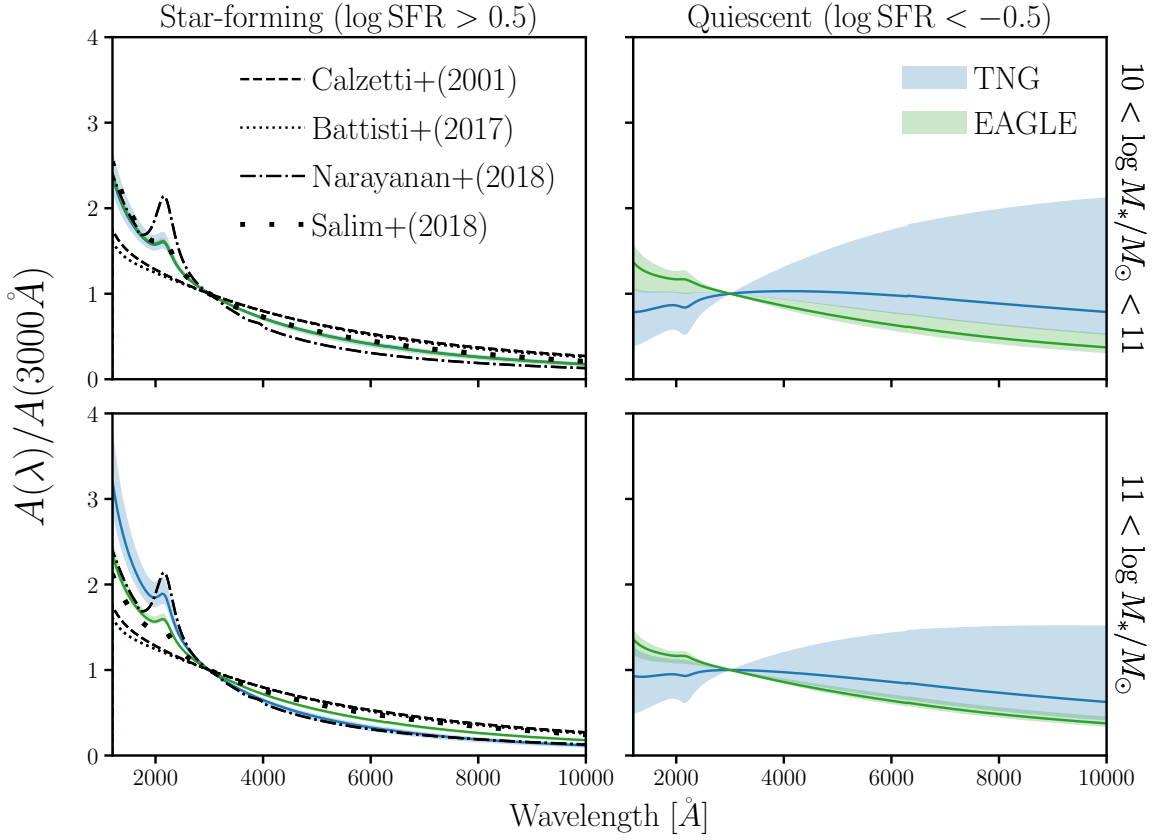 Star-forming (log SFR > 0.5)
Quiescent (log SFR < −0.5)
Calzetti+(2001)
Battisti+(2017)
Narayanan+(2018)
Salim+(2018)
TNG
EAGLE
4
3
2
1
0
10 < log M*/M⊙ < 11
A(λ)/A(3000Å)
4
3
2
1
0
11 < log M*/M⊙
2000 4000 6000 8000 10000
2000 4000 6000 8000 10000
Wavelength [Å]